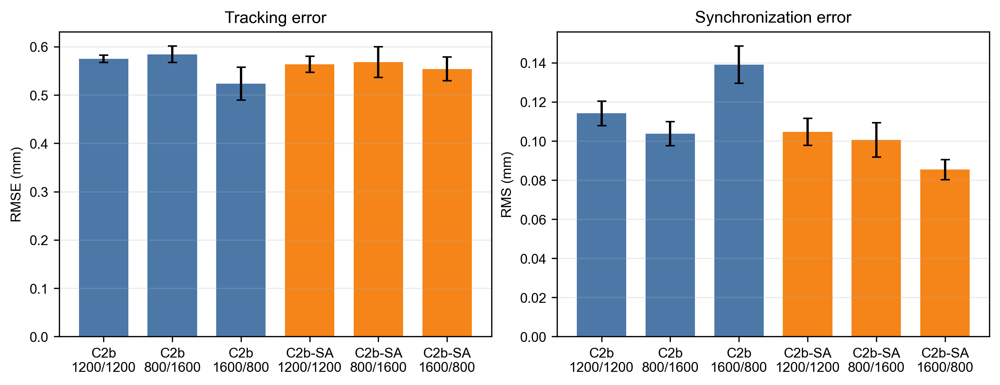 Tracking error
RMSE (mm)
0.6
0.5
0.4
0.3
0.2
0.1
0.0
C2b
1200/1200
C2b
800/1600
C2b
1600/800
C2b-SA
1200/1200
C2b-SA
800/1600
C2b-SA
1600/800
Synchronization error
RMS (mm)
0.14
0.12
0.10
0.08
0.06
0.04
0.02
0.00
C2b
1200/1200
C2b
800/1600
C2b
1600/800
C2b-SA
1200/1200
C2b-SA
800/1600
C2b-SA
1600/800